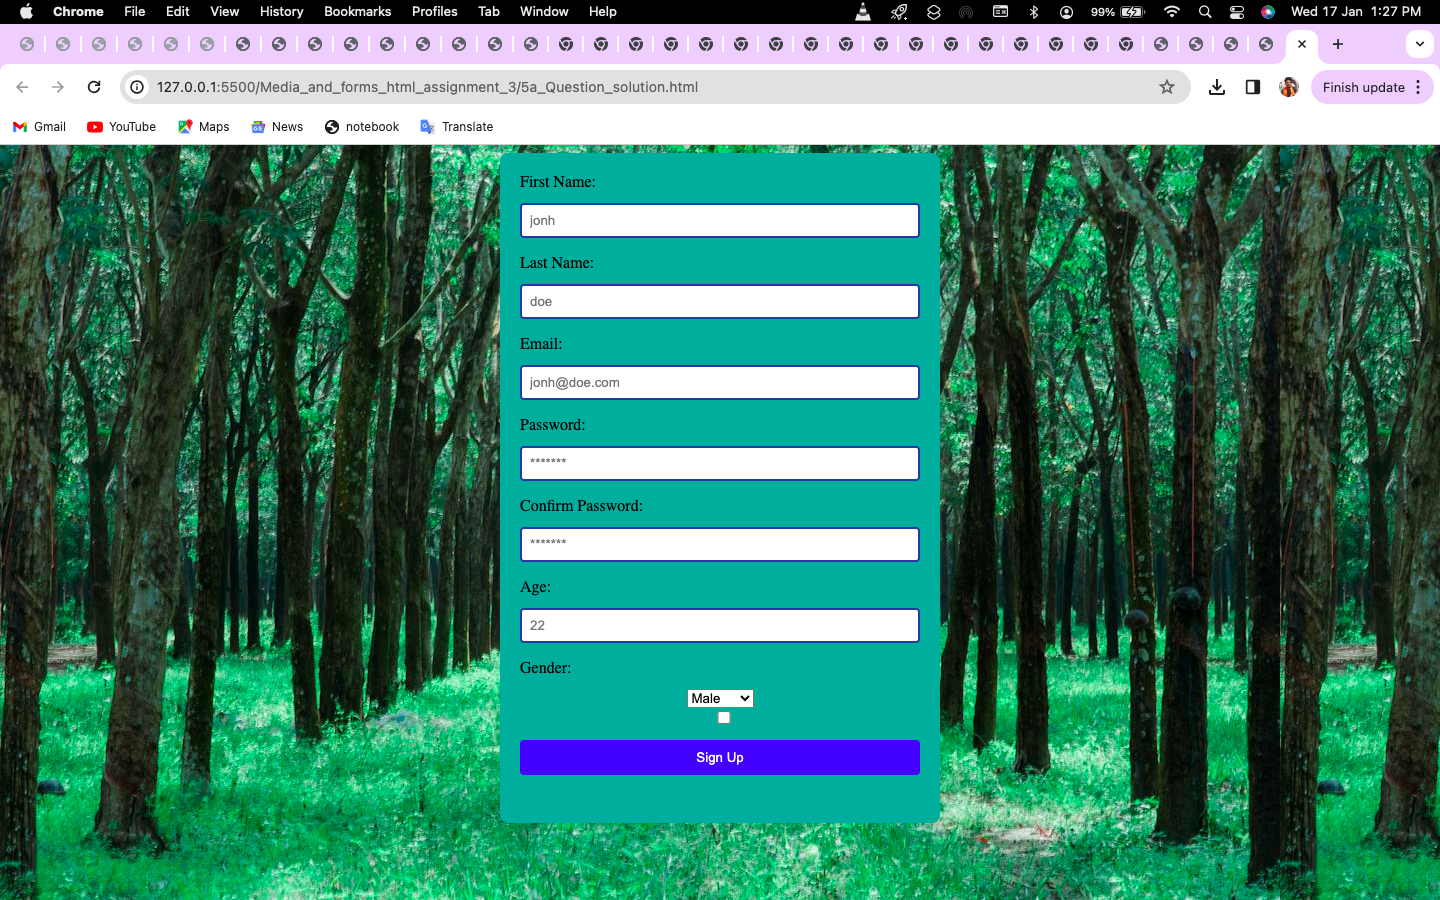 Chrome File Edit View History Bookmarks Profiles Tab Window Help 99% Wed 17 Jan 1:27 PM
127.0.0.1:5500/Media_and_forms_html_assignment_3/5a_Question_solution.html Finish update
Gmail YouTube Maps News notebook Translate
First Name:
jonh
Last Name:
doe
Email:
jonh@doe.com
Password:
*******
Confirm Password:
*******
Age:
22
Gender:
Male
Sign Up